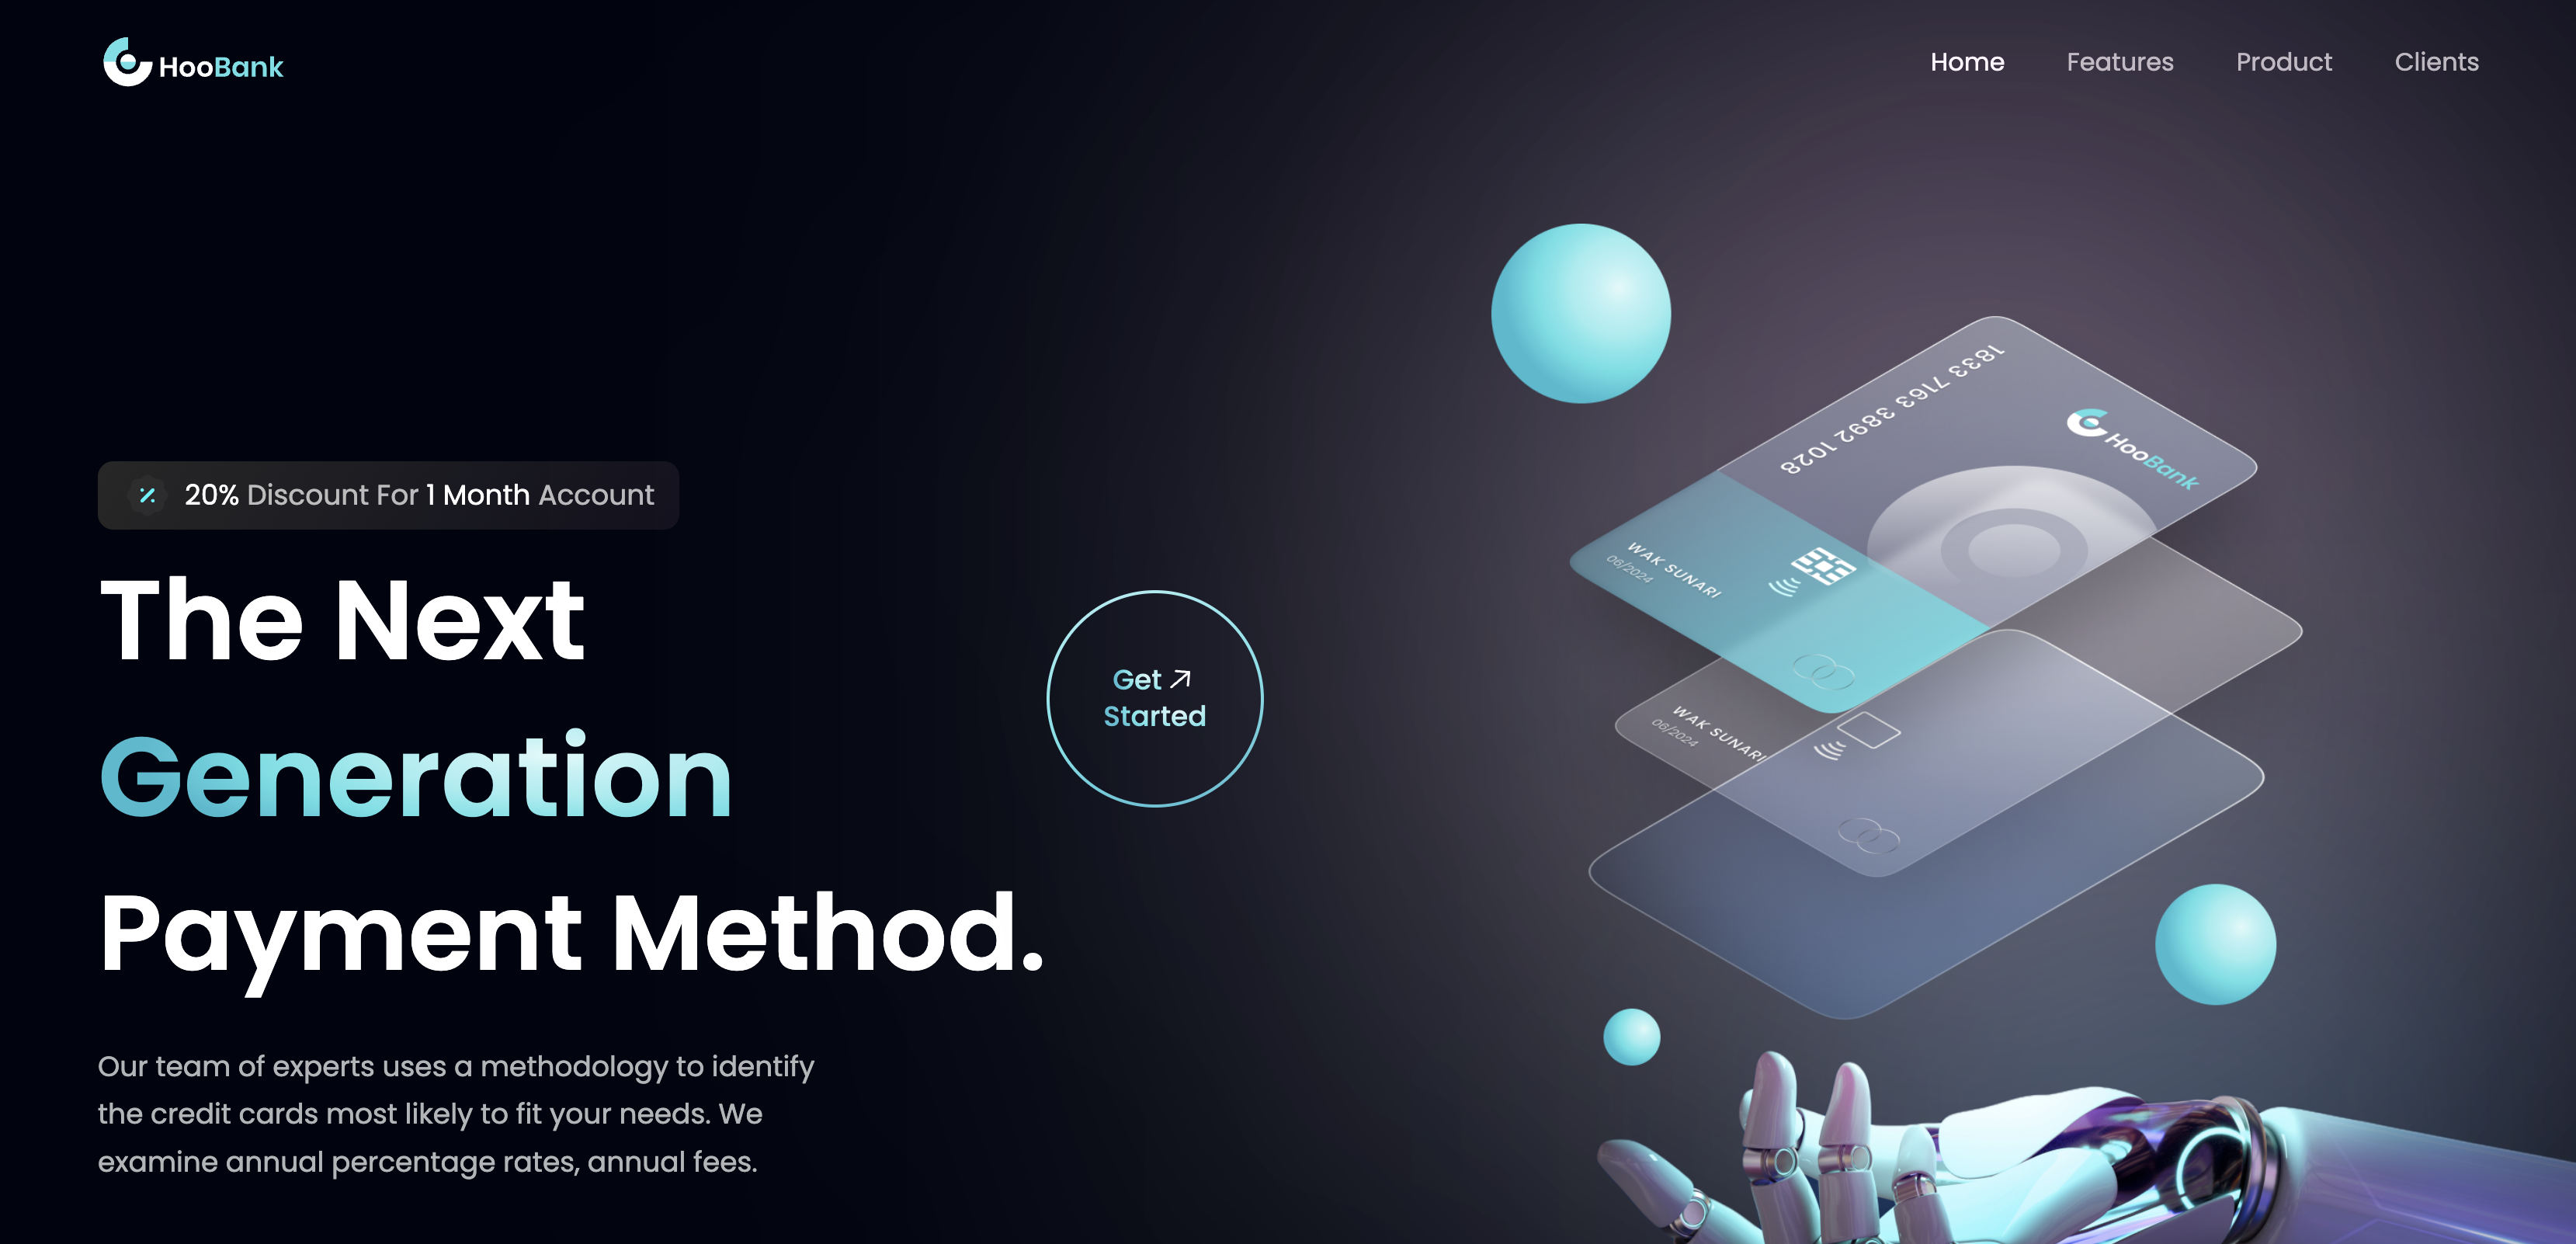 HooBank
Home
Features
Product
Clients
20% Discount For 1 Month Account
The Next
Generation
Payment Method.
Get
Started
Our team of experts uses a methodology to identify
the credit cards most likely to fit your needs. We
examine annual percentage rates, annual fees.
1833 7163 3892 1028
HooBank
WAK SUNARI
06/2024
WAK SUNARI
06/2024